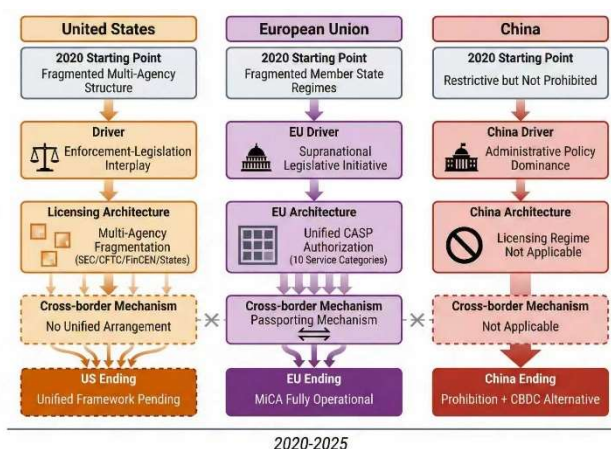 United States
2020 Starting Point
Fragmented Multi-Agency
Structure
Driver
Enforcement-Legislation
Interplay
Licensing Architecture
Multi-Agency
Fragmentation
(SEC/CFTC/FinCEN/States)
Cross-border Mechanism
No Unified Arrangement
US Ending
Unified Framework Pending
European Union
2020 Starting Point
Fragmented Member State
Regimes
EU Driver
Supranational
Legislative Initiative
EU Architecture
Unified CASP
Authorization
(10 Service Categories)
Cross-border Mechanism
Passporting Mechanism
EU Ending
MiCA Fully Operational
China
2020 Starting Point
Restrictive but Not Prohibited
China Driver
Administrative Policy
Dominance
China Architecture
Licensing Regime
Not Applicable
Cross-border Mechanism
Not Applicable
China Ending
Prohibition + CBDC Alternative
2020-2025